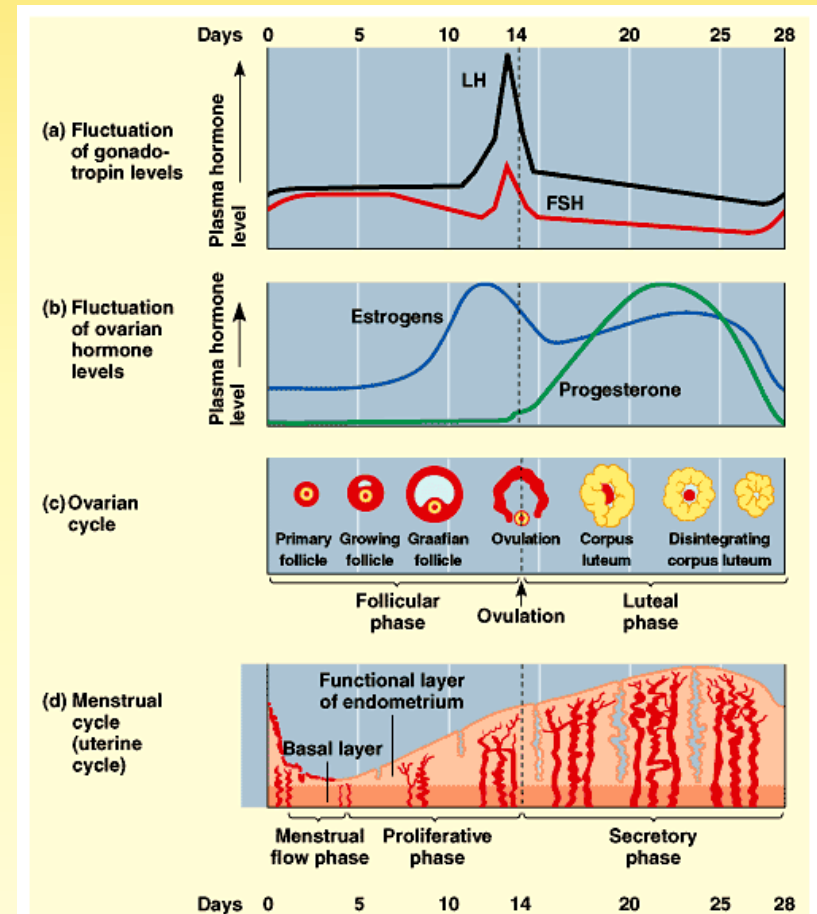 Days 0 5 10 14 20 25 28
LH
(a) Fluctuation
of gonado-
tropin levels
Plasma hormone
level
FSH
(b) Fluctuation
of ovarian
hormone
levels
Plasma hormone
level
Estrogens
Progesterone
(c) Ovarian
cycle
Primary
follicle
Growing
follicle
Graafian
follicle
Ovulation
Corpus
luteum
Disintegrating
corpus luteum
Follicular
phase
Ovulation
Luteal
phase
(d) Menstrual
cycle
(uterine
cycle)
Functional layer
of endometrium
Basal layer
Menstrual
flow phase
Proliferative
phase
Secretory
phase
Days 0 5 10 14 20 25 28